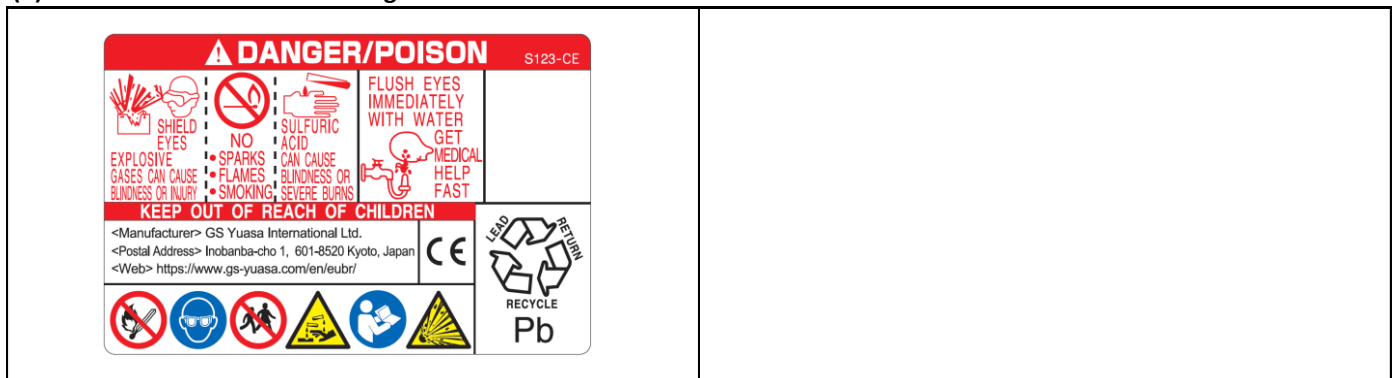 DANGER/POISON S123-CE
SHIELD
EYES
EXPLOSIVE
GASES CAN CAUSE
BLINDNESS OR INJURY
NO
• SPARKS
• FLAMES
• SMOKING
SULFURIC
ACID
CAN CAUSE
BLINDNESS OR
SEVERE BURNS
FLUSH EYES
IMMEDIATELY
WITH WATER
GET
MEDICAL
HELP
FAST
KEEP OUT OF REACH OF CHILDREN
<Manufacturer> GS Yuasa International Ltd.
<Postal Address> Inobanba-cho 1, 601-8520 Kyoto, Japan
<Web> https://www.gs-yuasa.com/en/eubr/
CE
LEAD
RETURN
RECYCLE
Pb